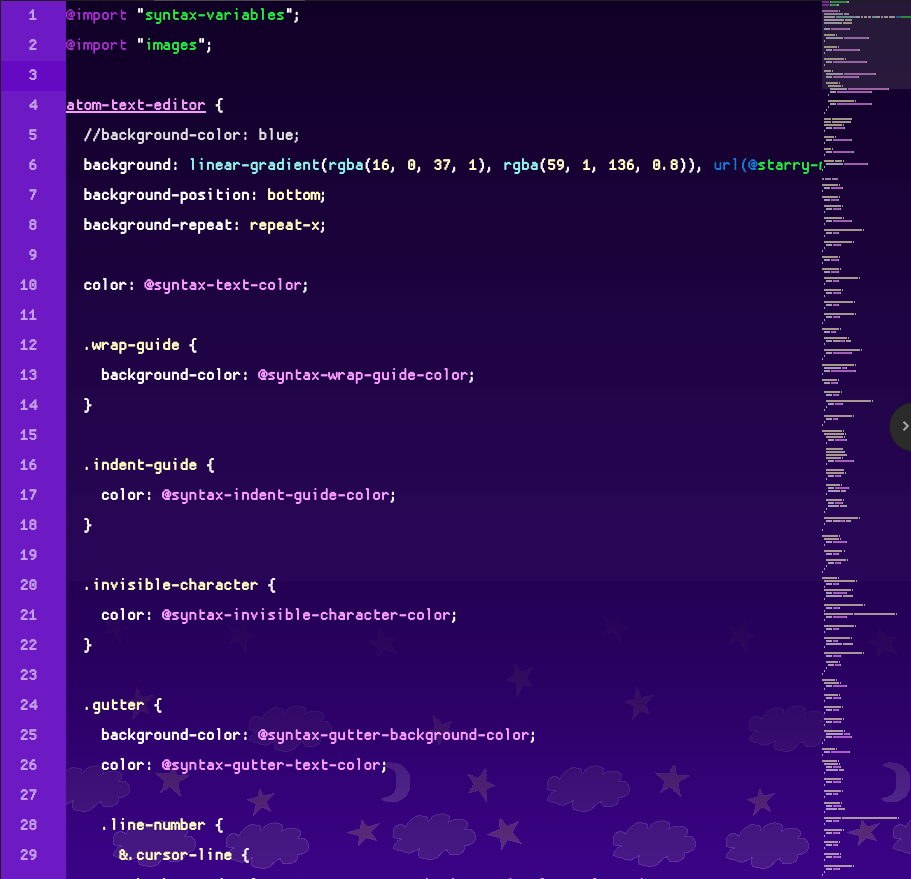 1 @import "syntax-variables";
2 @import "images";
3
4 atom-text-editor {
5 //background-color: blue;
6 background: linear-gradient(rgba(16, 0, 37, 1), rgba(59, 1, 136, 0.8)), url(@starry-
7 background-position: bottom;
8 background-repeat: repeat-x;
9
10 color: @syntax-text-color;
11
12 .wrap-guide {
13 background-color: @syntax-wrap-guide-color;
14 }
15
16 .indent-guide {
17 color: @syntax-indent-guide-color;
18 }
19
20 .invisible-character {
21 color: @syntax-invisible-character-color;
22 }
23
24 .gutter {
25 background-color: @syntax-gutter-background-color;
26 color: @syntax-gutter-text-color;
27
28 .line-number {
29 &.cursor-line {